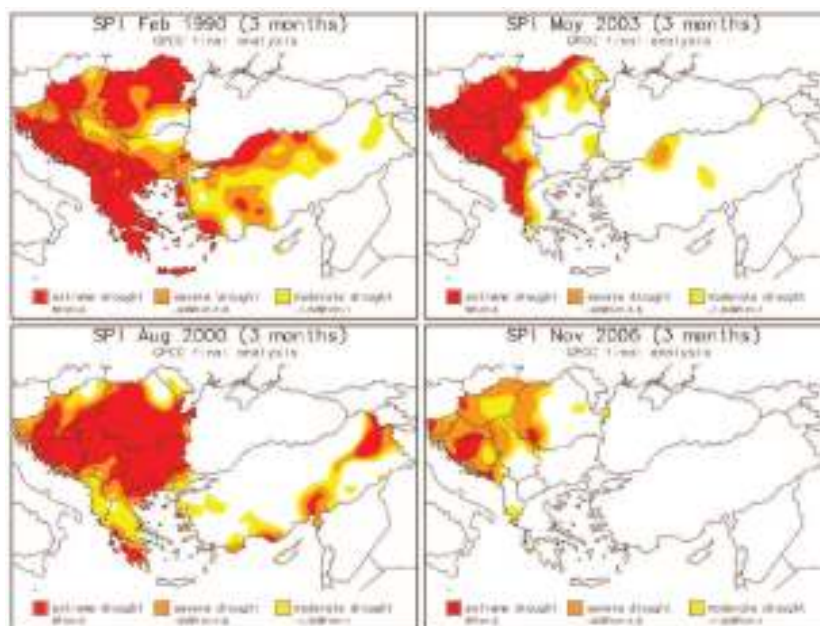 SPI Feb 1990 (3 months)
GPCC final analysis
extreme drought severe drought moderate drought
SPI May 2003 (3 months)
GPCC final analysis
extreme drought severe drought moderate drought
SPI Aug 2000 (3 months)
GPCC final analysis
extreme drought severe drought moderate drought
SPI Nov 2006 (3 months)
GPCC final analysis
extreme drought severe drought moderate drought